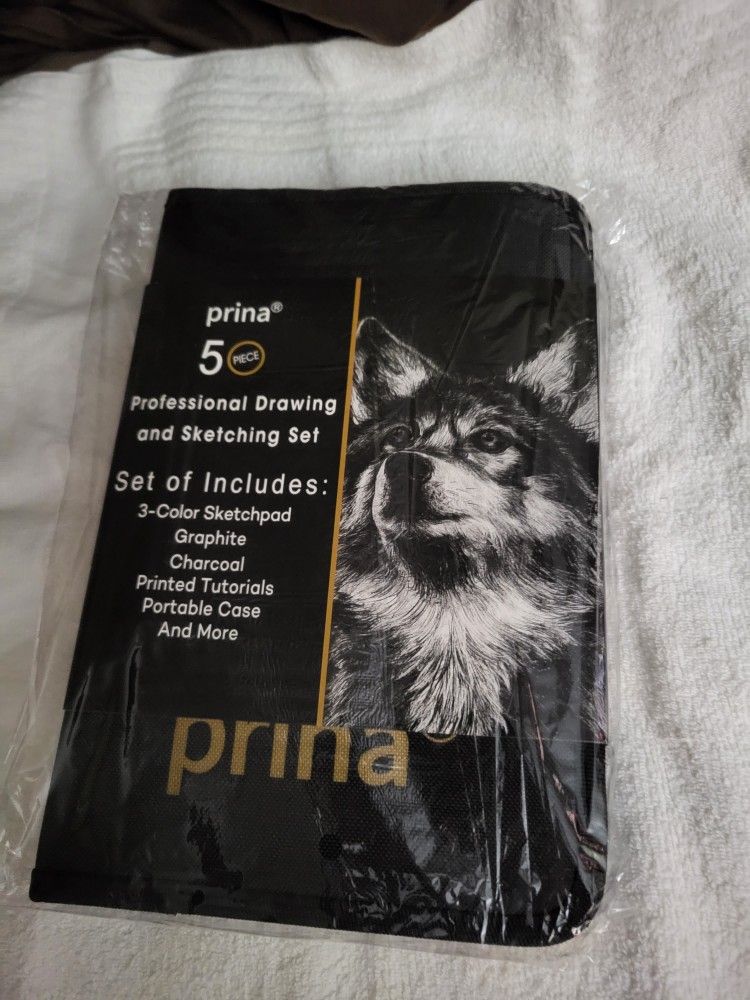 prina®
5 PIECE
Professional Drawing
and Sketching Set
Set of Includes:
3-Color Sketchpad
Graphite
Charcoal
Printed Tutorials
Portable Case
And More
prina